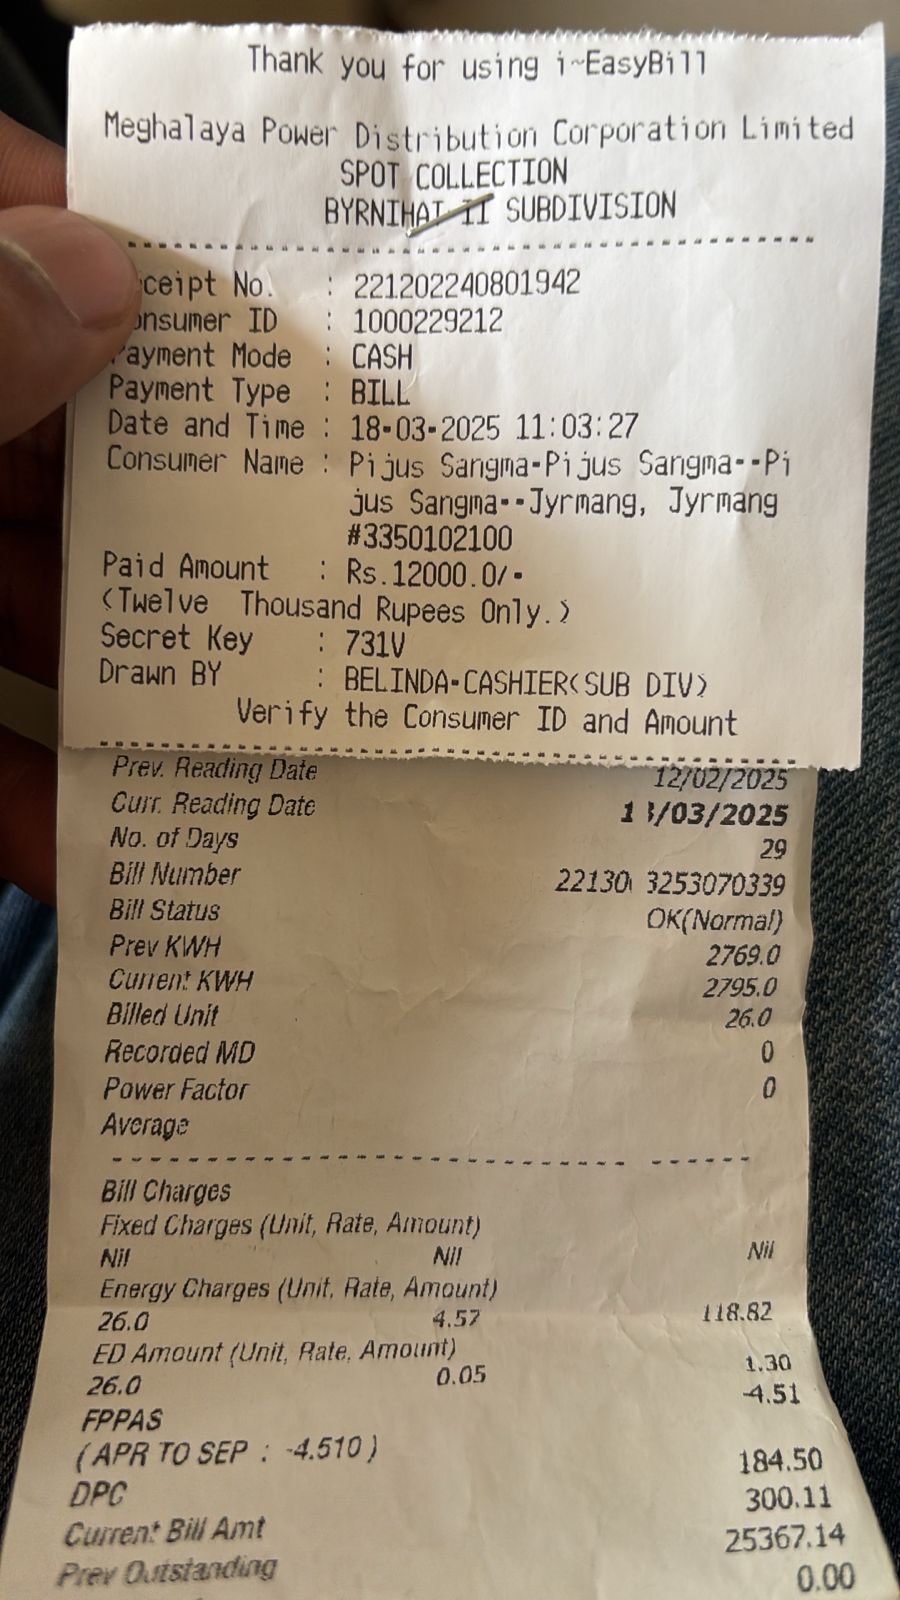 Thank you for using i~EasyBill
Meghalaya Power Distribution Corporation Limited
SPOT COLLECTION
BYRNIHAT II SUBDIVISION
ceipt No. : 221202240801942
onsumer ID : 1000229212
Payment Mode : CASH
Payment Type : BILL
Date and Time : 18-03-2025 11:03:27
Consumer Name : Pijus Sangma-Pijus Sangma--Pi
jus Sangma--Jyrmang, Jyrmang
#3350102100
Paid Amount : Rs.12000.0/-
(Twelve Thousand Rupees Only.)
Secret Key : 731V
Drawn BY : BELINDA-CASHIER(SUB DIV)
Verify the Consumer ID and Amount
Prev. Reading Date 12/02/2025
Curr. Reading Date /03/2025
No. of Days 29
Bill Number 3253070339
Bill Status OK(Normal)
Prev KWH 2769.0
Current KWH 2795.0
Billed Unit 26.0
Recorded MD 0
Power Factor 0
Average
Bill Charges
Fixed Charges (Unit, Rate, Amount)
Nil Nil Nil
Energy Charges (Unit, Rate, Amount)
26.0 4.57 118.82
ED Amount (Unit, Rate, Amount)
26.0 0.05 1.30
FPPAS -4.51
(APR TO SEP : -4.510)
DPC 184.50
Current Bill Amt 300.11
Prev Outstanding 25367.14
0.00